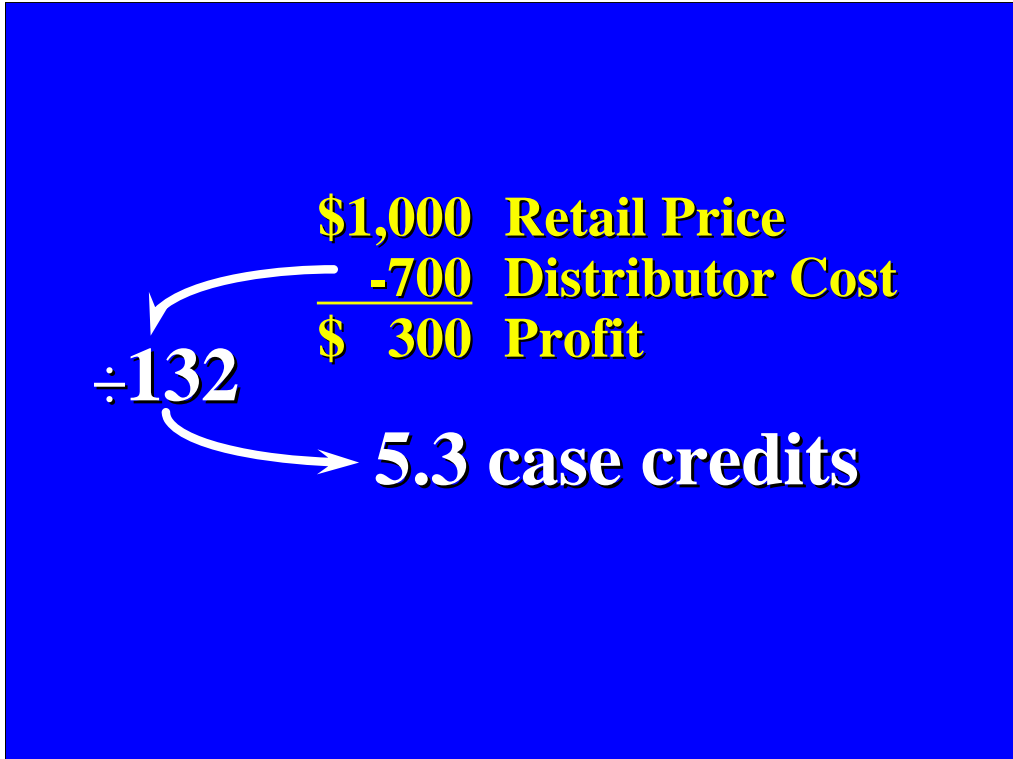 $1,000 Retail Price
-700 Distributor Cost
$ 300 Profit
÷132
5.3 case credits